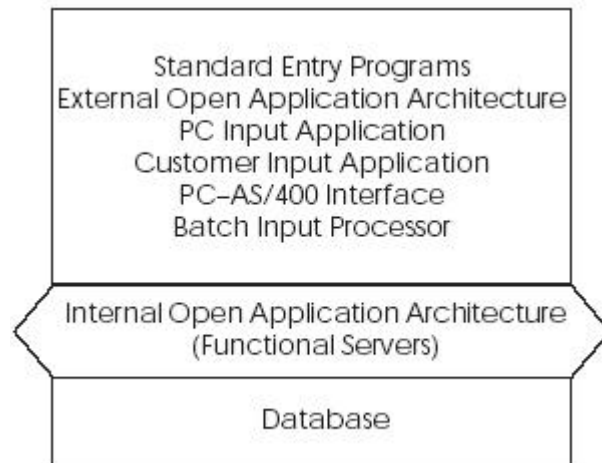 Standard Entry Programs
External Open Application Architecture
PC Input Application
Customer Input Application
PC–AS/400 Interface
Batch Input Processor
Internal Open Application Architecture
(Functional Servers)
Database